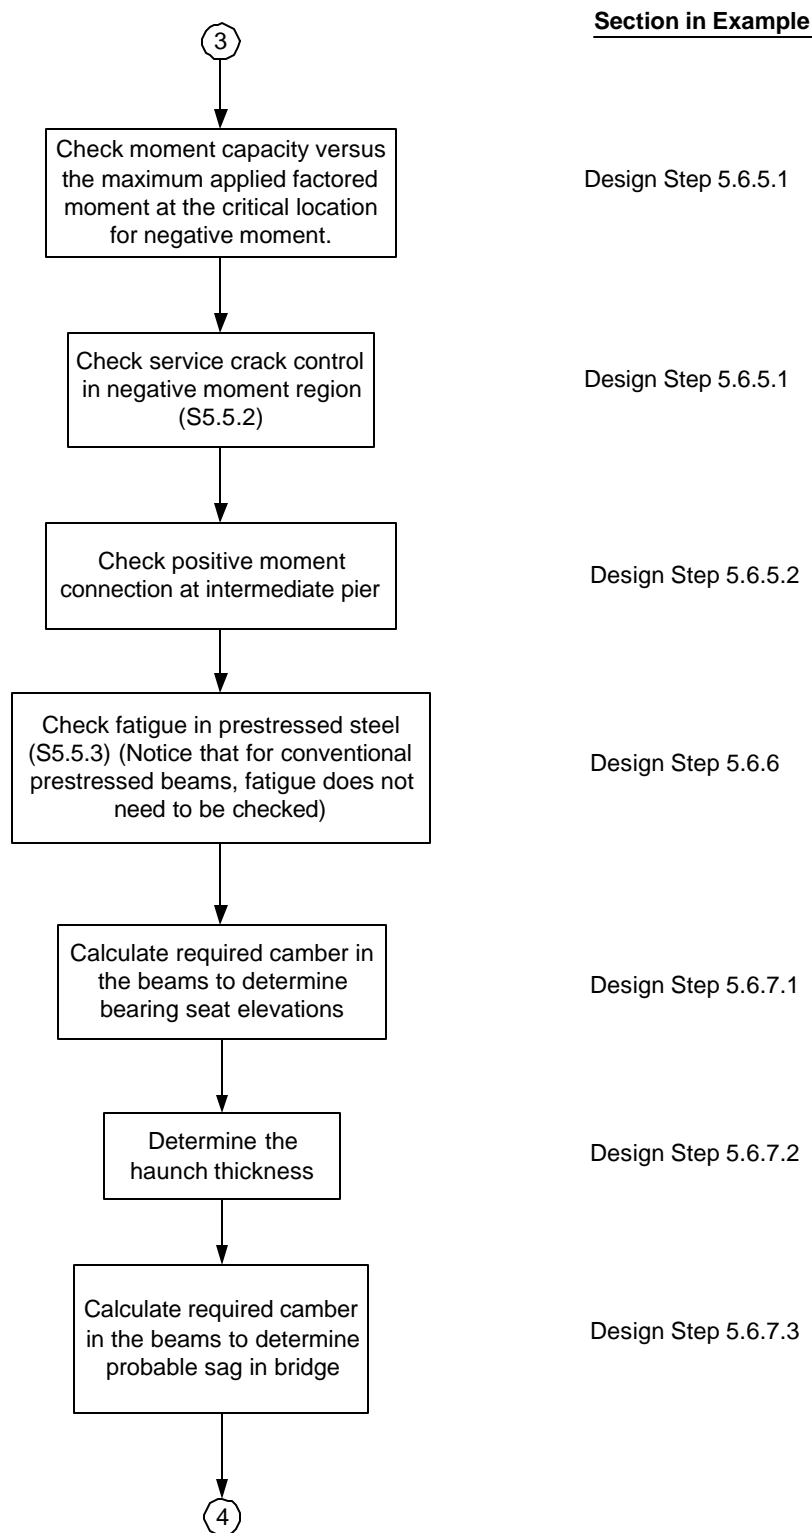 Section in Example
3
Check moment capacity versus
the maximum applied factored
moment at the critical location
for negative moment.
Design Step 5.6.5.1
Check service crack control
in negative moment region
(S5.5.2)
Design Step 5.6.5.1
Check positive moment
connection at intermediate pier
Design Step 5.6.5.2
Check fatigue in prestressed steel
(S5.5.3) (Notice that for conventional
prestressed beams, fatigue does not
need to be checked)
Design Step 5.6.6
Calculate required camber in
the beams to determine
bearing seat elevations
Design Step 5.6.7.1
Determine the
haunch thickness
Design Step 5.6.7.2
Calculate required camber
in the beams to determine
probable sag in bridge
Design Step 5.6.7.3
4